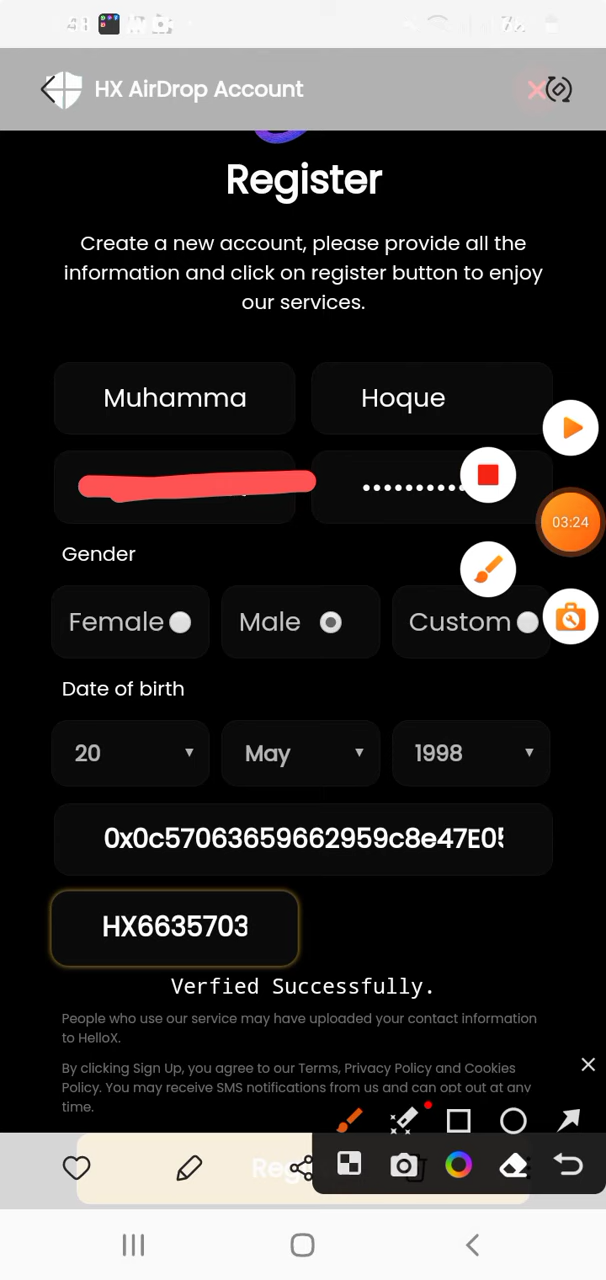 HX AirDrop Account
Register
Create a new account, please provide all the
information and click on register button to enjoy
our services.
Muhamma
Hoque
03:24
Gender
Female
Male
Custom
Date of birth
20
May
1998
0x0c57063659662959c8e47E0
HX6635703
Verfied Successfully.
People who use our service may have uploaded your contact information
to HelloX.
By clicking Sign Up, you agree to our Terms, Privacy Policy and Cookies
Policy. You may receive SMS notifications from us and can opt out at any
time.